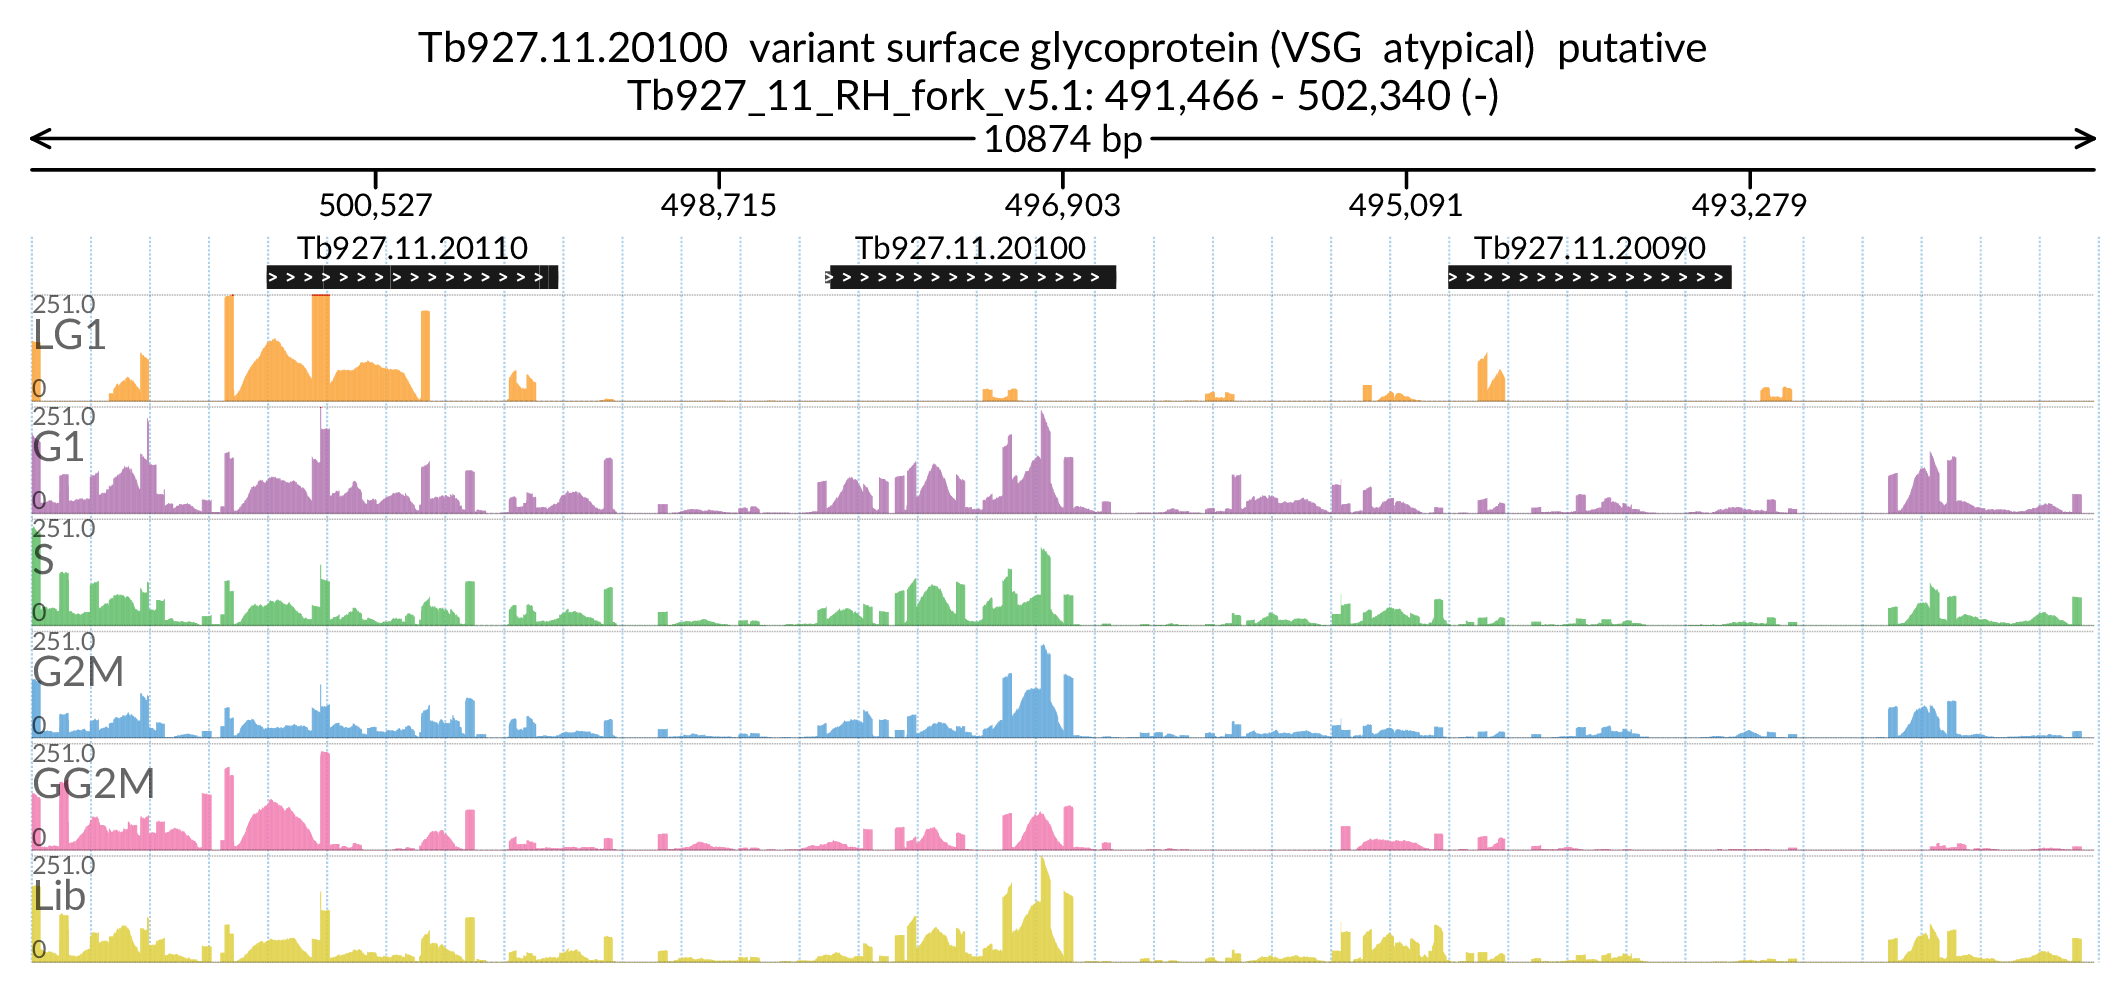 Tb927.11.20100  variant surface glycoprotein (VSG  atypical)  putative
Tb927_11_RH_fork_v5.1: 491,466 - 502,340 (-)
10874 bp
500,527 498,715 496,903 495,091 493,279
Tb927.11.20110 Tb927.11.20100 Tb927.11.20090
251.0
LG1
0
251.0
G1
0
251.0
S
0
251.0
G2M
0
251.0
GG2M
0
251.0
Lib
0